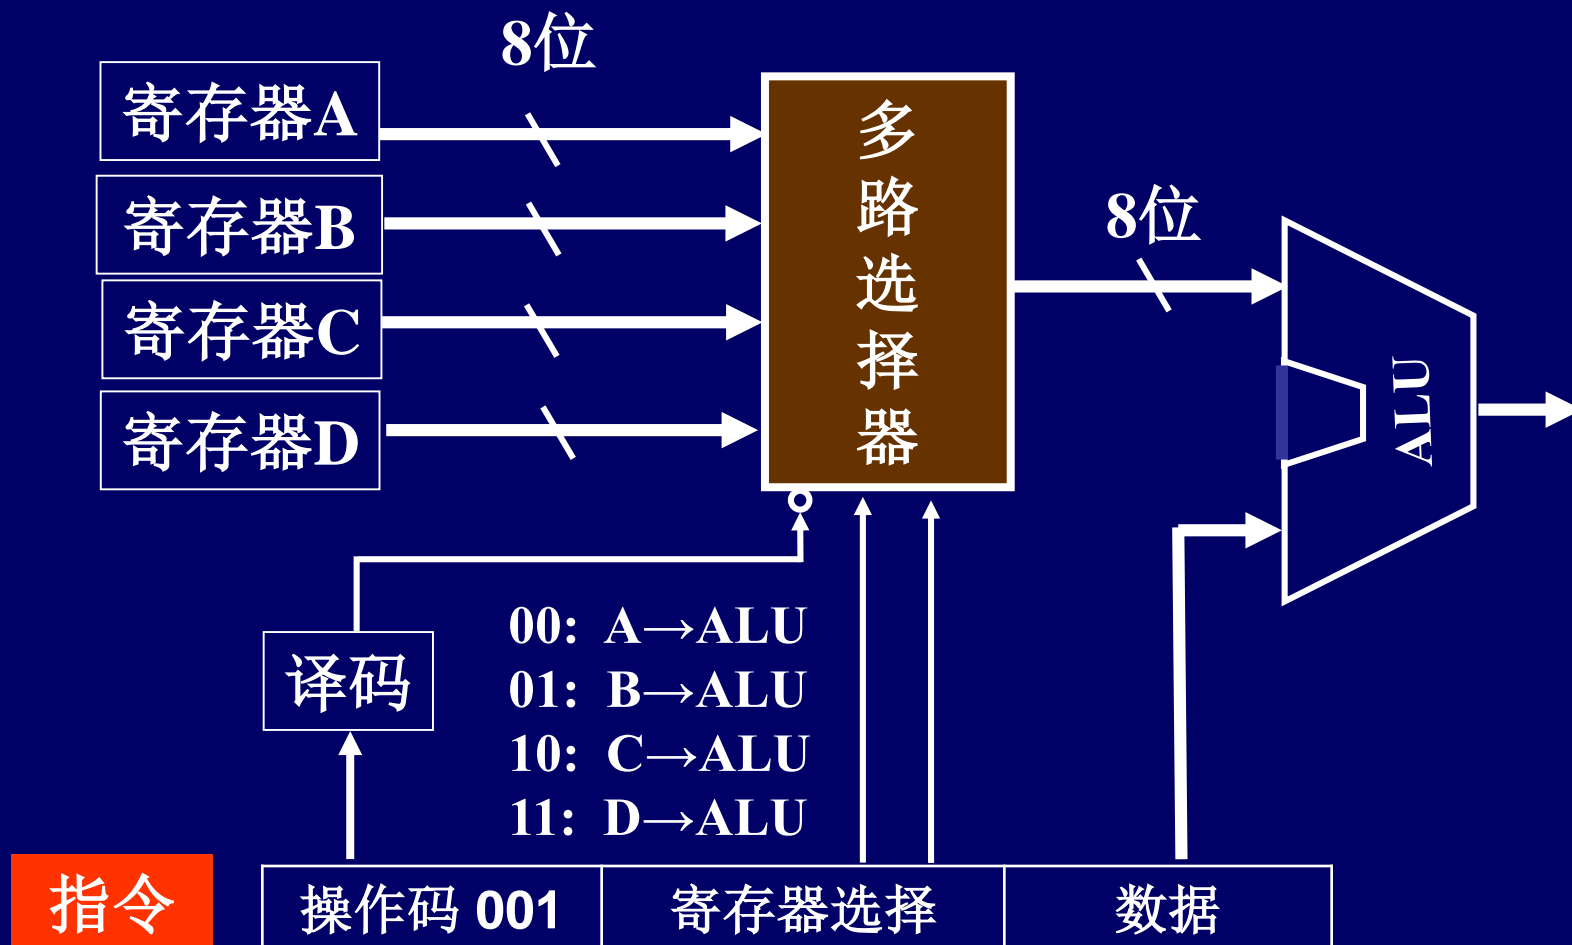 8位
寄存器A
寄存器B
寄存器C
寄存器D
多路选择器
8位
ALU
译码
00: A→ALU
01: B→ALU
10: C→ALU
11: D→ALU
指令
操作码 001
寄存器选择
数据